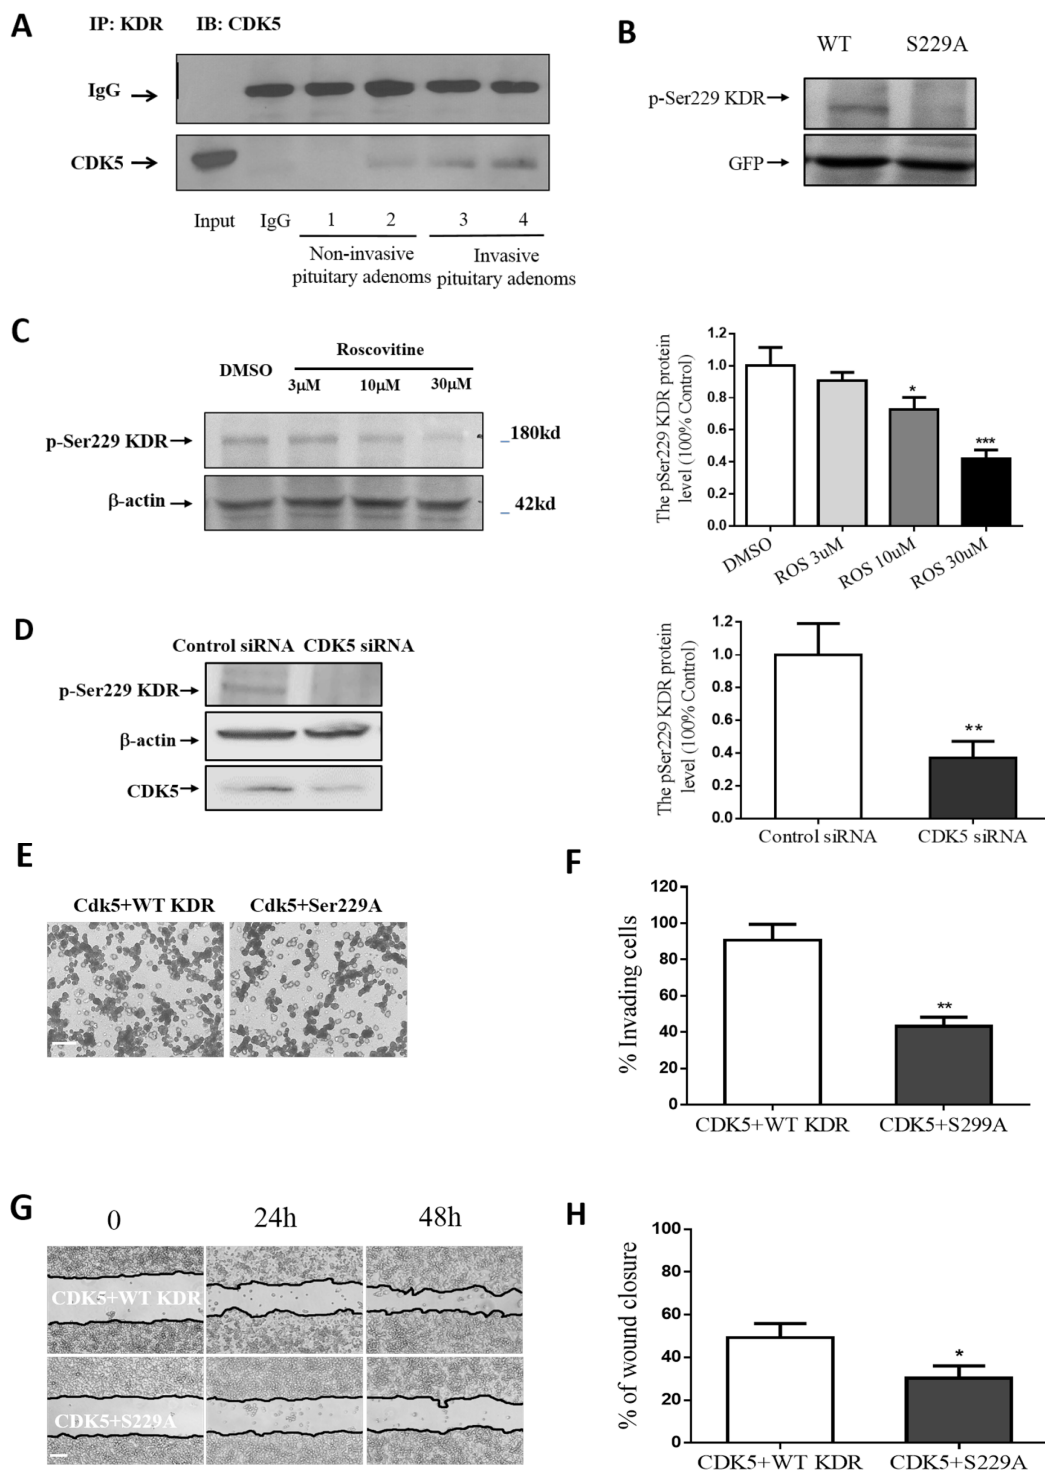 A
IP: KDR IB: CDK5
IgG
CDK5
Input IgG 1 2 3 4
Non-invasive
pituitary adenoms
Invasive
pituitary adenoms
B
WT S229A
p-Ser229 KDR
GFP
C
Roscovitine
DMSO
3μM 10μM 30μM
p-Ser229 KDR
_180kd
β-actin
_ 42kd
The pSer229 KDR protein
level (100% Control)
1.2
1.0
0.8
0.6
0.4
0.2
0.0
*
***
DMSO
ROS 3uM
ROS 10uM
ROS 30uM
D
Control siRNA CDK5 siRNA
p-Ser229 KDR
β-actin
CDK5
The pSer229 KDR protein
level (100% Control)
1.2
1.0
0.8
0.6
0.4
0.2
0.0
**
Control siRNA CDK5 siRNA
E
Cdk5+WT KDR Cdk5+Ser229A
F
% Invading cells
120
100
80
60
40
20
0
**
CDK5+WT KDR CDK5+S299A
G
0 24h 48h
CDK5+WT KDR
CDK5+S229A
H
% of wound closure
100
80
60
40
20
0
*
CDK5+WT KDR CDK5+S229A